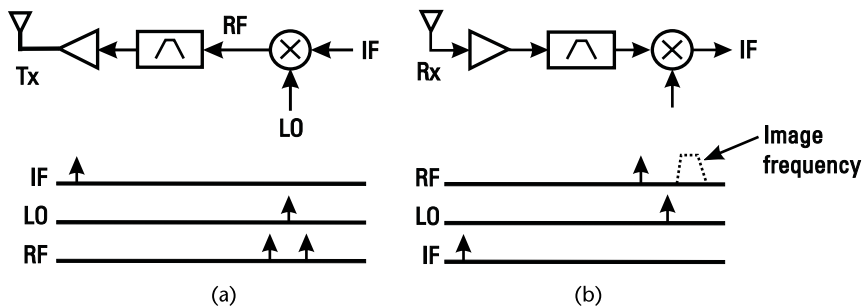 RF
IF
Tx
LO
IF
LO
RF
(a)
Rx
IF
Image
frequency
RF
LO
IF
(b)